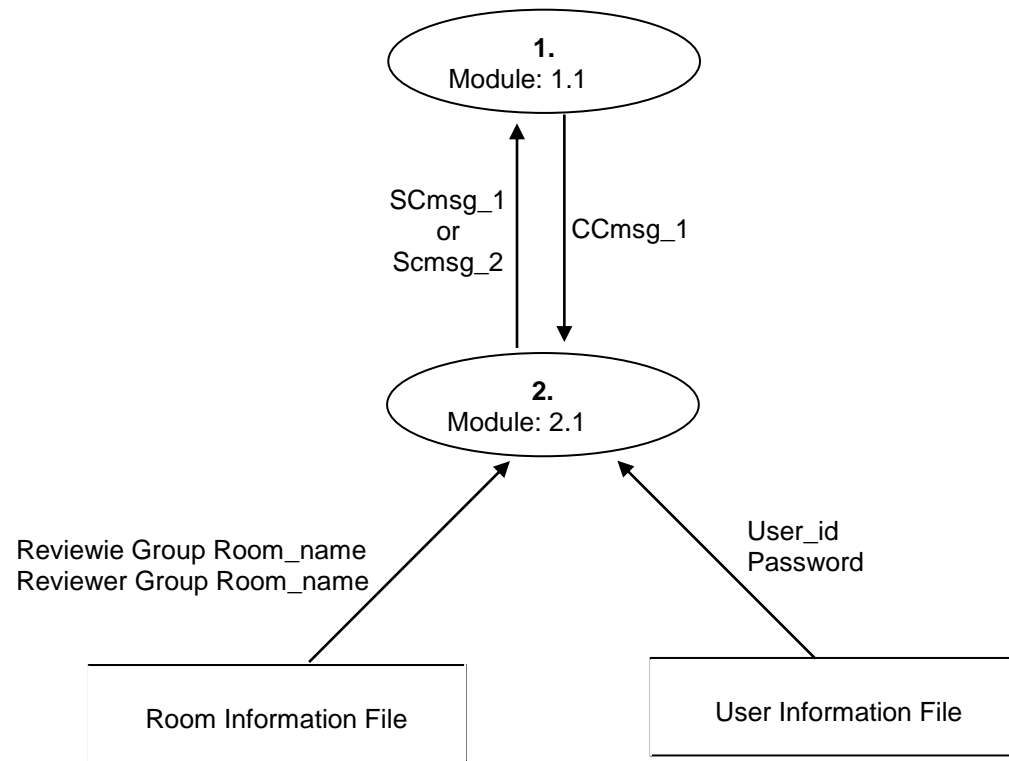 1.
Module: 1.1
SCmsg_1
or
Scmsg_2
CCmsg_1
2.
Module: 2.1
Reviewie Group Room_name
Reviewer Group Room_name
User_id
Password
Room Information File
User Information File